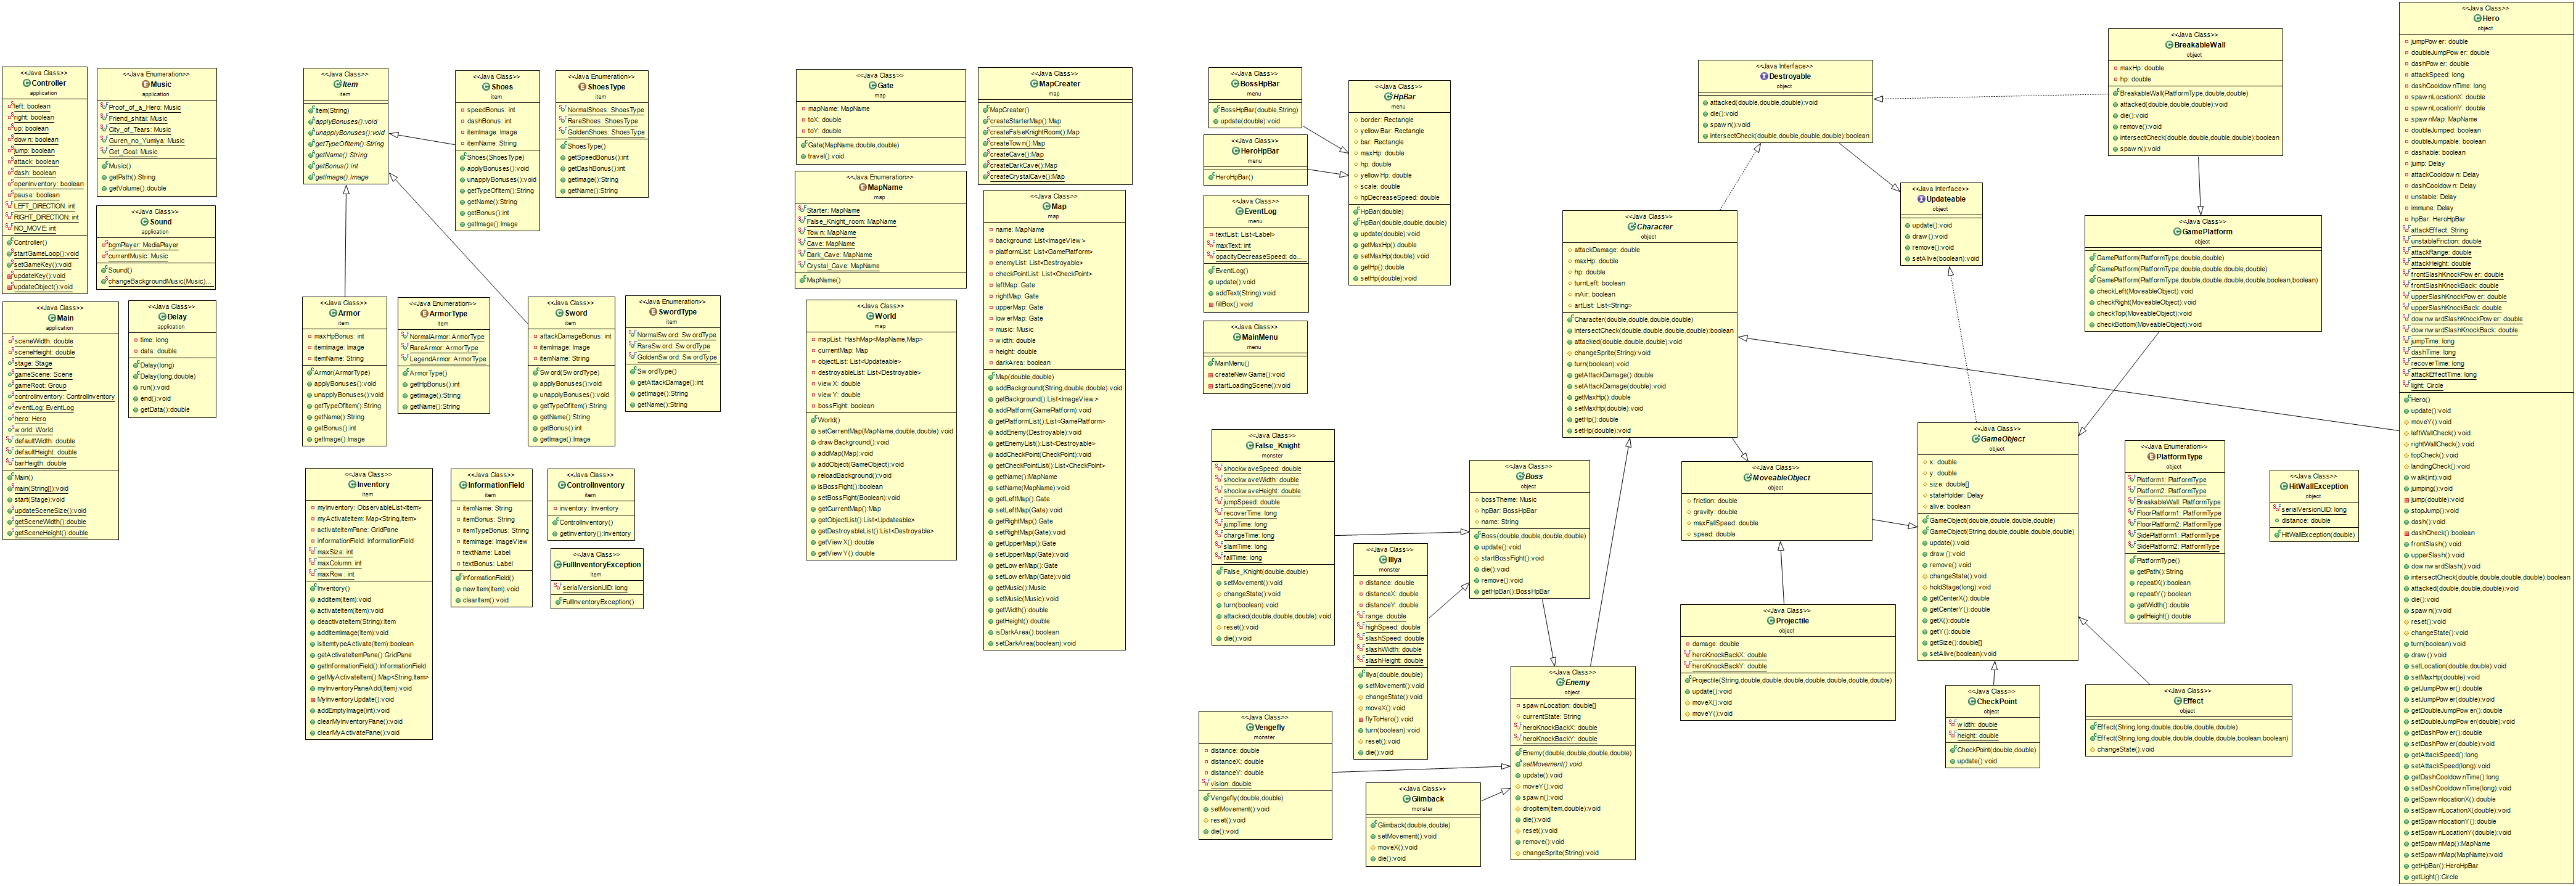 <<Java Class>>
Controller
application
left: boolean
right: boolean
up: boolean
down: boolean
jump: boolean
attack: boolean
dash: boolean
openInventory: boolean
pause: boolean
LEFT_DIRECTION: int
RIGHT_DIRECTION: int
NO_MOVE: int
Controller()
startGameLoop():void
setGameKey():void
updateKey():void
updateObject():void
<<Java Enumeration>>
Music
application
Proof_of_a_Hero: Music
Friend_shitai: Music
City_of_Tears: Music
Guren_no_Yumiya: Music
Get_Goal: Music
Music()
getPath():String
getVolume():double
<<Java Class>>
Sound
application
bgmPlayer: MediaPlayer
currentMusic: Music
Sound()
changeBackgroundMusic(Music)...
<<Java Class>>
Main
application
sceneWidth: double
sceneHeight: double
stage: Stage
gameScene: Scene
gameRoot: Group
controlInventory: ControlInventory
eventLog: EventLog
hero: Hero
world: World
defaultWidth: double
defaultHeight: double
barHeigth: double
Main()
main(String[]):void
start(Stage):void
updateSceneSize():void
getSceneWidth():double
getSceneHeight():double
<<Java Class>>
Delay
application
time: long
data: double
Delay(long)
Delay(long,double)
run():void
end():void
getData():double
<<Java Class>>
Item
item
Item(String)
applyBonuses():void
unapplyBonuses():void
getTypeOfItem():String
getName():String
getBonus():int
getImage():Image
<<Java Class>>
Shoes
item
speedBonus: int
dashBonus: int
itemImage: Image
itemName: String
Shoes(ShoesType)
applyBonuses():void
unapplyBonuses():void
getTypeOfItem():String
getName():String
getBonus():int
getImage():Image
<<Java Enumeration>>
ShoesType
item
NormalShoes: ShoesType
RareShoes: ShoesType
GoldenShoes: ShoesType
ShoesType()
getSpeedBonus():int
getDashBonus():int
getImage():String
getName():String
<<Java Class>>
Armor
item
maxHpBonus: int
itemImage: Image
itemName: String
Armor(ArmorType)
applyBonuses():void
unapplyBonuses():void
getTypeOfItem():String
getName():String
getBonus():int
getImage():Image
<<Java Enumeration>>
ArmorType
item
NormalArmor: ArmorType
RareArmor: ArmorType
LegendArmor: ArmorType
ArmorType()
getHpBonus():int
getImage():String
getName():String
<<Java Class>>
Sword
item
attackDamageBonus: int
itemImage: Image
itemName: String
Sword(SwordType)
applyBonuses():void
unapplyBonuses():void
getTypeOfItem():String
getName():String
getBonus():int
getImage():Image
<<Java Enumeration>>
SwordType
item
NormalSword: SwordType
RareSword: SwordType
GoldenSword: SwordType
SwordType()
getAttackDamage():int
getImage():String
getName():String
<<Java Class>>
Inventory
item
myInventory: ObservableList<Item>
myActivateItem: Map<String,Item>
activateItemPane: GridPane
informationField: InformationField
maxSize: int
maxColumn: int
maxRow: int
Inventory()
addItem(Item):void
activateItem(Item):void
deactivateItem(String):Item
addItemImage(Item):void
isItemtypeActivate(Item):boolean
getActivateItemPane():GridPane
getInformationField():InformationField
getMyActivateItem():Map<String,Item>
myInventoryPaneAdd(Item):void
MyInventoryUpdate():void
addEmptyImage(int):void
clearMyInventoryPane():void
clearMyActivatePane():void
<<Java Class>>
InformationField
item
itemName: String
itemBonus: String
itemTypeBonus: String
itemImage: ImageView
textName: Label
textBonus: Label
InformationField()
newItem(Item):void
clearItem():void
<<Java Class>>
ControlInventory
item
inventory: Inventory
ControlInventory()
getInventory():Inventory
<<Java Class>>
FullInventoryException
item
serialVersionUID: long
FullInventoryException()
<<Java Class>>
Gate
map
mapName: MapName
toX: double
toY: double
Gate(MapName,double,double)
travel():void
<<Java Class>>
MapCreater
map
MapCreater()
createStarterMap():Map
createFalseKnightRoom():Map
createTown():Map
createCave():Map
createDarkCave():Map
createCrystalCave():Map
<<Java Enumeration>>
MapName
map
Starter: MapName
False_Knight_room: MapName
Town: MapName
Cave: MapName
Dark_Cave: MapName
Crystal_Cave: MapName
MapName()
<<Java Class>>
Map
map
name: MapName
background: List<ImageView>
platformList: List<GamePlatform>
enemyList: List<Destroyable>
checkPointList: List<CheckPoint>
leftMap: Gate
rightMap: Gate
upperMap: Gate
lowerMap: Gate
music: Music
width: double
height: double
darkArea: boolean
Map(double,double)
addBackground(String,double,double):void
getBackground():List<ImageView>
addPlatform(GamePlatform):void
getPlatformList():List<GamePlatform>
addEnemy(Destroyable):void
getEnemyList():List<Destroyable>
addCheckPoint(CheckPoint):void
getCheckPointList():List<CheckPoint>
getName():MapName
setName(MapName):void
getLeftMap():Gate
setLeftMap(Gate):void
getRightMap():Gate
setRightMap(Gate):void
getUpperMap():Gate
setUpperMap(Gate):void
getLowerMap():Gate
setLowerMap(Gate):void
getMusic():Music
setMusic(Music):void
getWidth():double
getHeight():double
isDarkArea():boolean
setDarkArea(boolean):void
<<Java Class>>
World
map
mapList: HashMap<MapName,Map>
currentMap: Map
objectList: List<Updateable>
destroyableList: List<Destroyable>
viewX: double
viewY: double
bossFight: boolean
World()
setCerrentMap(MapName,double,double):void
drawBackground():void
addMap(Map):void
addObject(GameObject):void
reloadBackground():void
isBossFight():boolean
setBossFight(Boolean):void
getCurrentMap():Map
getObjectList():List<Updateable>
getDestroyableList():List<Destroyable>
getViewX():double
getViewY():double
<<Java Class>>
BossHpBar
menu
BossHpBar(double,String)
update(double):void
<<Java Class>>
HeroHpBar
menu
HeroHpBar()
<<Java Class>>
HpBar
menu
border: Rectangle
yellowBar: Rectangle
bar: Rectangle
maxHp: double
hp: double
yellowHp: double
scale: double
hpDecreaseSpeed: double
HpBar(double)
HpBar(double,double,double)
update(double):void
getMaxHp():double
setMaxHp(double):void
getHp():double
setHp(double):void
<<Java Class>>
EventLog
menu
textList: List<Label>
maxText: int
opacityDecreaseSpeed: do...
EventLog()
update():void
addText(String):void
fillBox():void
<<Java Class>>
MainMenu
menu
MainMenu()
createNewGame():void
startLoadingScene():void
<<Java Class>>
False_Knight
monster
shockwaveSpeed: double
shockwaveWidth: double
shockwaveHeight: double
jumpSpeed: double
recoverTime: long
jumpTime: long
chargeTime: long
slamTime: long
fallTime: long
False_Knight(double,double)
setMovement():void
changeState():void
turn(boolean):void
attacked(double,double,double):void
reset():void
die():void
<<Java Class>>
Illya
monster
distance: double
distanceX: double
distanceY: double
range: double
highSpeed: double
slashSpeed: double
slashWidth: double
slashHeight: double
Illya(double,double)
setMovement():void
changeState():void
moveX():void
flyToHero():void
turn(boolean):void
reset():void
die():void
<<Java Class>>
Vengefly
monster
distance: double
distanceX: double
distanceY: double
vision: double
Vengefly(double,double)
setMovement():void
reset():void
die():void
<<Java Class>>
Glimback
monster
Glimback(double,double)
setMovement():void
moveX():void
die():void
<<Java Class>>
Boss
object
bossTheme: Music
hpBar: BossHpBar
name: String
Boss(double,double,double,double)
update():void
startBossFight():void
die():void
remove():void
getHpBar():BossHpBar
<<Java Class>>
Enemy
object
spawnLocation: double[]
currentState: String
heroKnockBackX: double
heroKnockBackY: double
Enemy(double,double,double,double)
setMovement():void
update():void
moveY():void
spawn():void
dropItem(Item,double):void
die():void
reset():void
remove():void
changeSprite(String):void
<<Java Class>>
Character
object
attackDamage: double
maxHp: double
hp: double
turnLeft: boolean
inAir: boolean
artList: List<String>
Character(double,double,double,double)
intersectCheck(double,double,double,double):boolean
attacked(double,double,double):void
changeSprite(String):void
turn(boolean):void
getAttackDamage():double
setAttackDamage(double):void
getMaxHp():double
setMaxHp(double):void
getHp():double
setHp(double):void
<<Java Interface>>
Destroyable
object
attacked(double,double,double):void
die():void
spawn():void
intersectCheck(double,double,double,double):boolean
<<Java Interface>>
Updateable
object
update():void
draw():void
remove():void
setAlive(boolean):void
<<Java Class>>
MoveableObject
object
friction: double
gravity: double
maxFallSpeed: double
speed: double
<<Java Class>>
Projectile
object
damage: double
heroKnockBackX: double
heroKnockBackY: double
Projectile(String,double,double,double,double,double,double,double)
update():void
moveX():void
moveY():void
<<Java Class>>
BreakableWall
object
maxHp: double
hp: double
BreakableWall(PlatformType,double,double)
attacked(double,double,double):void
die():void
remove():void
intersectCheck(double,double,double,double):boolean
spawn():void
<<Java Class>>
GamePlatform
object
GamePlatform(PlatformType,double,double)
GamePlatform(PlatformType,double,double,double,double)
GamePlatform(PlatformType,double,double,double,double,boolean,boolean)
checkLeft(MoveableObject):void
checkRight(MoveableObject):void
checkTop(MoveableObject):void
checkBottom(MoveableObject):void
<<Java Class>>
GameObject
object
x: double
y: double
size: double[]
stateHolder: Delay
alive: boolean
GameObject(double,double,double,double)
GameObject(String,double,double,double,double)
update():void
draw():void
remove():void
changeState():void
holdStage(long):void
getCenterX():double
getCenterY():double
getX():double
getY():double
getSize():double[]
setAlive(boolean):void
<<Java Enumeration>>
PlatformType
object
Platform1: PlatformType
Platform2: PlatformType
BreakableWall: PlatformType
FloorPlatform1: PlatformType
FloorPlatform2: PlatformType
SidePlatform1: PlatformType
SidePlatform2: PlatformType
PlatformType()
getPath():String
repeatX():boolean
repeatY():boolean
getWidth():double
getHeight():double
<<Java Class>>
HitWallException
object
serialVersionUID: long
distance: double
HitWallException(double)
<<Java Class>>
CheckPoint
object
width: double
height: double
CheckPoint(double,double)
update():void
<<Java Class>>
Effect
object
Effect(String,long,double,double,double,double)
Effect(String,long,double,double,double,double,boolean,boolean)
changeState():void
<<Java Class>>
Hero
object
jumpPower: double
doubleJumpPower: double
dashPower: double
attackSpeed: long
dashCooldownTime: long
spawnLocationX: double
spawnLocationY: double
spawnMap: MapName
doubleJumped: boolean
doubleJumpable: boolean
dashable: boolean
jump: Delay
attackCooldown: Delay
dashCooldown: Delay
unstable: Delay
immune: Delay
hpBar: HeroHpBar
attackEffect: String
unstableFriction: double
attackRange: double
attackHeight: double
frontSlashKnockPower: double
frontSlashKnockBack: double
upperSlashKnockPower: double
upperSlashKnockBack: double
downwardSlashKnockPower: double
downwardSlashKnockBack: double
jumpTime: long
dashTime: long
recoverTime: long
attackEffectTime: long
light: Circle
Hero()
update():void
moveY():void
leftWallCheck():void
rightWallCheck():void
topCheck():void
landingCheck():void
walk(int):void
jumping():void
jump(double):void
stopJump():void
dash():void
dashCheck():boolean
frontSlash():void
upperSlash():void
downwardSlash():void
intersectCheck(double,double,double,double):boolean
attacked(double,double,double):void
die():void
spawn():void
reset():void
changeState():void
turn(boolean):void
draw():void
setLocation(double,double):void
setMaxHp(double):void
getJumpPower():double
setJumpPower(double):void
getDoubleJumpPower():double
setDoubleJumpPower(double):void
getDashPower():double
setDashPower(double):void
getAttackSpeed():long
setAttackSpeed(long):void
getDashCooldownTime():long
setDashCooldownTime(long):void
getSpawnlocationX():double
setSpawnLocationX(double):void
getSpawnlocationY():double
setSpawnLocationY(double):void
getSpawnMap():MapName
setSpawnMap(MapName):void
getHpBar():HeroHpBar
getLight():Circle